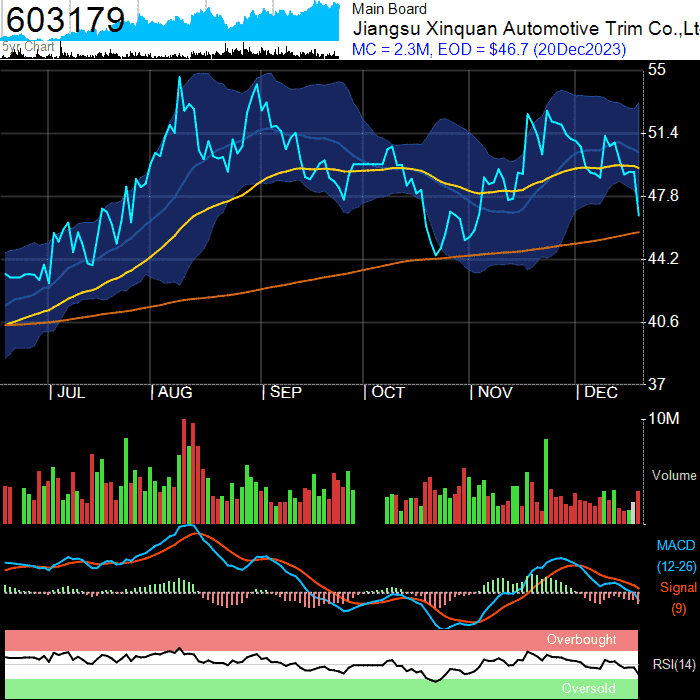 603179
5yr Chart
Main Board
Jiangsu Xinquan Automotive Trim Co.,Lt
MC = 2.3M, EOD = $46.7 (20Dec2023)
55
51.4
47.8
44.2
40.6
37
| JUL | AUG | SEP | OCT | NOV | DEC
10M
Volume
MACD
(12-26)
Signal
(9)
Overbought
RSI(14)
Oversold